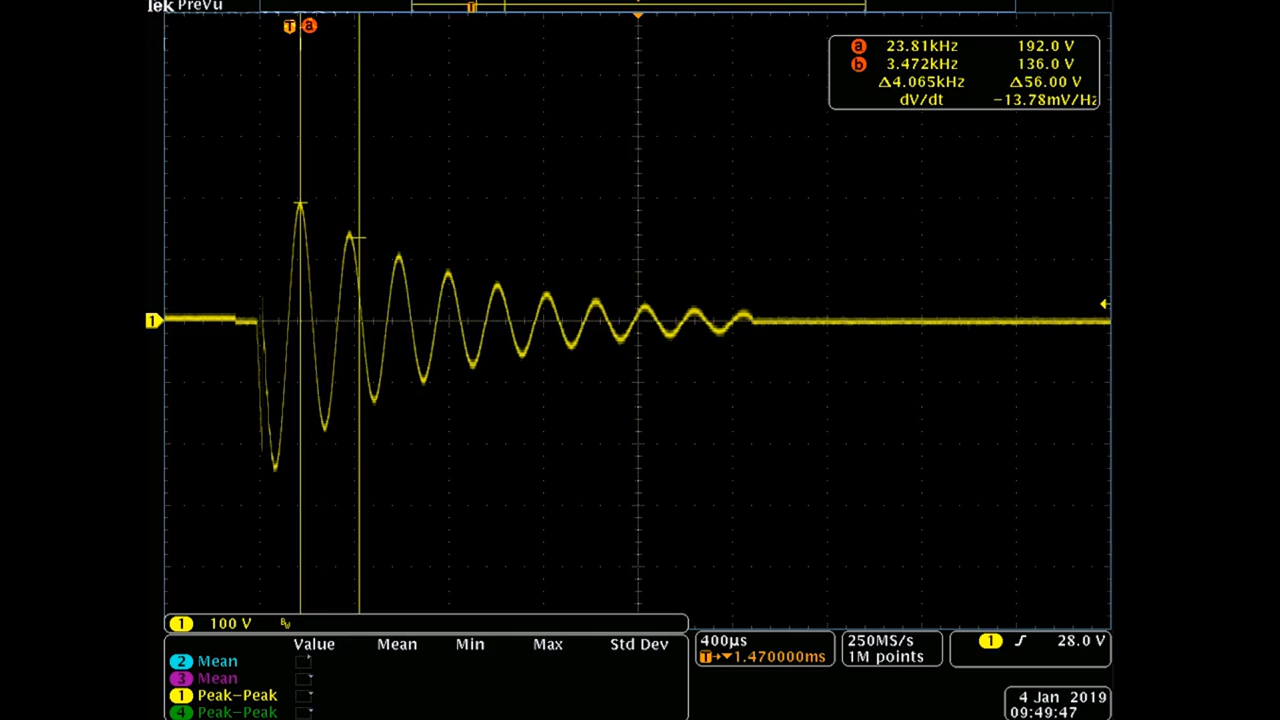 Tek PreVu
T
T a
a 23.81kHz 192.0 V
b 3.472kHz 136.0 V
Δ4.065kHz Δ56.00 V
dV/dt −13.78mV/Hz
1
1 100 V BW
Value Mean Min Max Std Dev
2 Mean
3 Mean
1 Peak−Peak
4 Peak−Peak
400µs
T→▼1.470000ms
250MS/s
1M points
1 28.0 V
4 Jan 2019
09:49:47